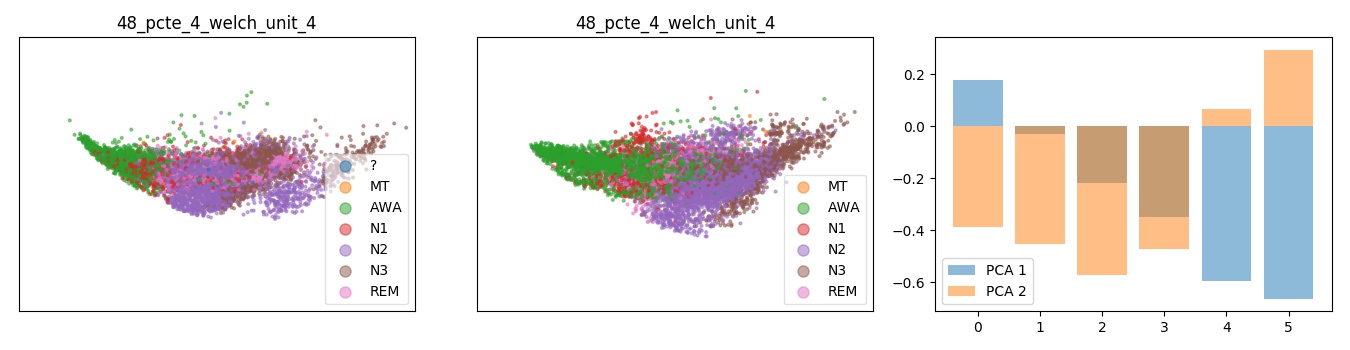 48_pcte_4_welch_unit_4
?
MT
AWA
N1
N2
N3
REM
48_pcte_4_welch_unit_4
MT
AWA
N1
N2
N3
REM
0.2
0.0
−0.2
−0.4
−0.6
PCA 1
PCA 2
0 1 2 3 4 5